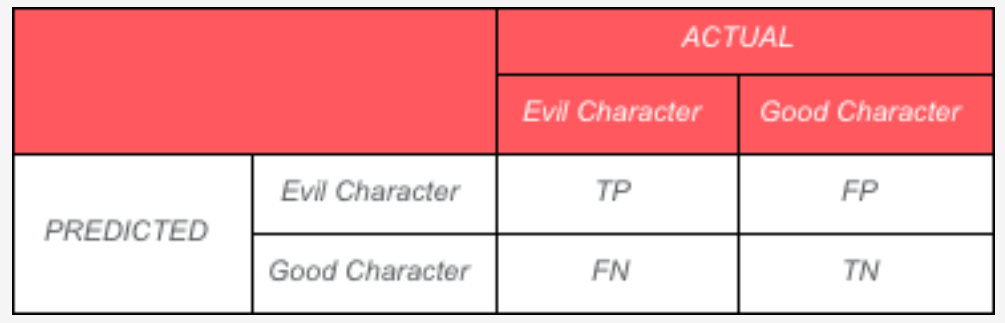 ACTUAL
Evil Character Good Character
PREDICTED
Evil Character TP FP
Good Character FN TN